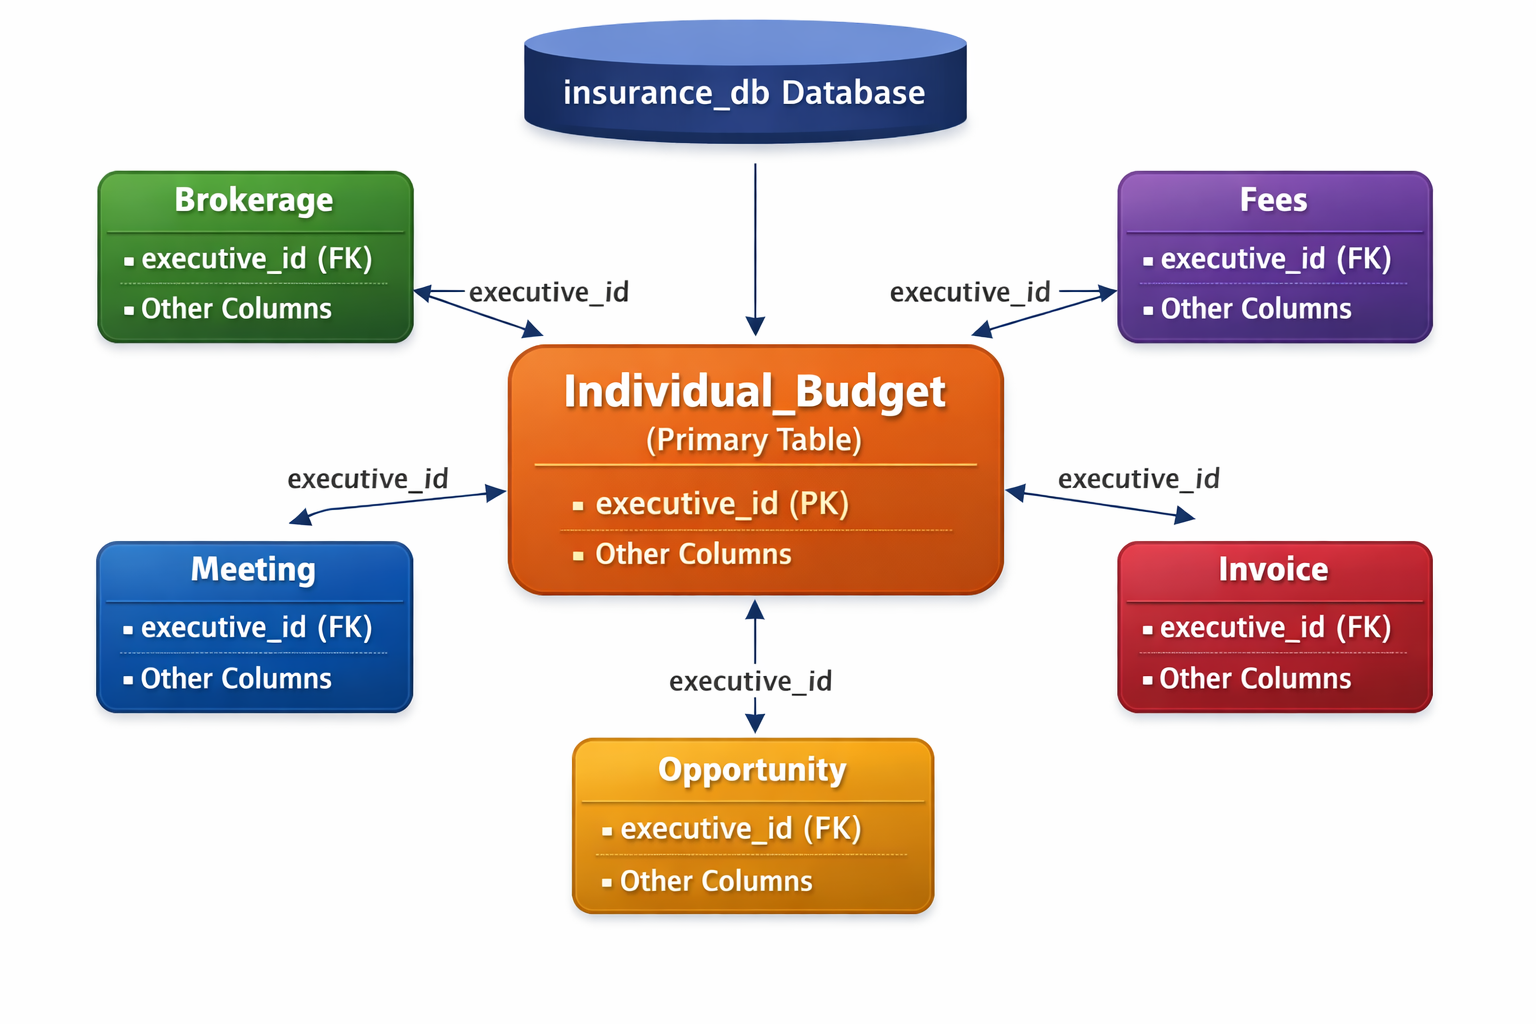 insurance_db Database
Brokerage
▪ executive_id (FK)
▪ Other Columns
executive_id
executive_id
Fees
▪ executive_id (FK)
▪ Other Columns
Individual_Budget
(Primary Table)
▪ executive_id (PK)
▪ Other Columns
executive_id
executive_id
Meeting
▪ executive_id (FK)
▪ Other Columns
Invoice
▪ executive_id (FK)
▪ Other Columns
executive_id
Opportunity
▪ executive_id (FK)
▪ Other Columns